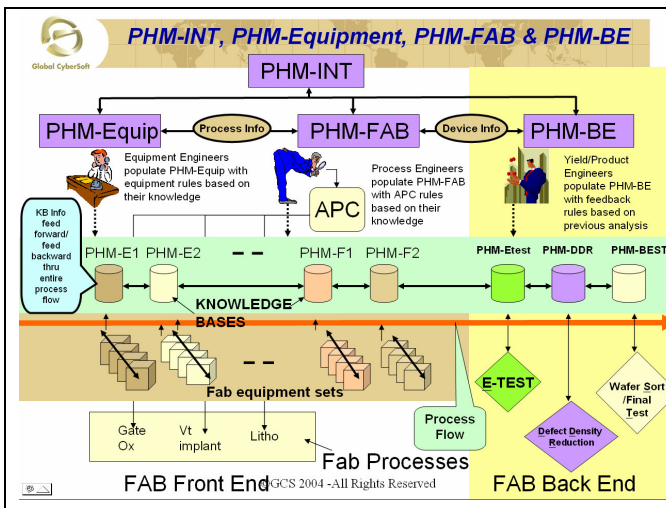 PHM-INT, PHM-Equipment, PHM-FAB & PHM-BE
Global CyberSoft
PHM-INT
PHM-Equip
Process Info
PHM-FAB
Device Info
PHM-BE
Equipment Engineers
populate PHM-Equip with
equipment rules based on
their knowledge
Process Engineers
populate PHM-FAB
with APC rules
based on their
knowledge
Yield/Product
Engineers
populate PHM-BE
with feedback
rules based on
previous analysis
APC
KB Info
feed
forward/
feed
backward
thru
entire
process
flow
PHM-E1
PHM-E2
PHM-F1
PHM-F2
PHM-Etest
PHM-DDR
PHM-BEST
KNOWLEDGE
BASES
Fab equipment sets
E-TEST
Wafer Sort
/Final
Test
Process
Flow
Defect Density
Reduction
Gate
Ox
Vt
implant
Litho
Fab Processes
FAB Front End
©GCS 2004 -All Rights Reserved
FAB Back End